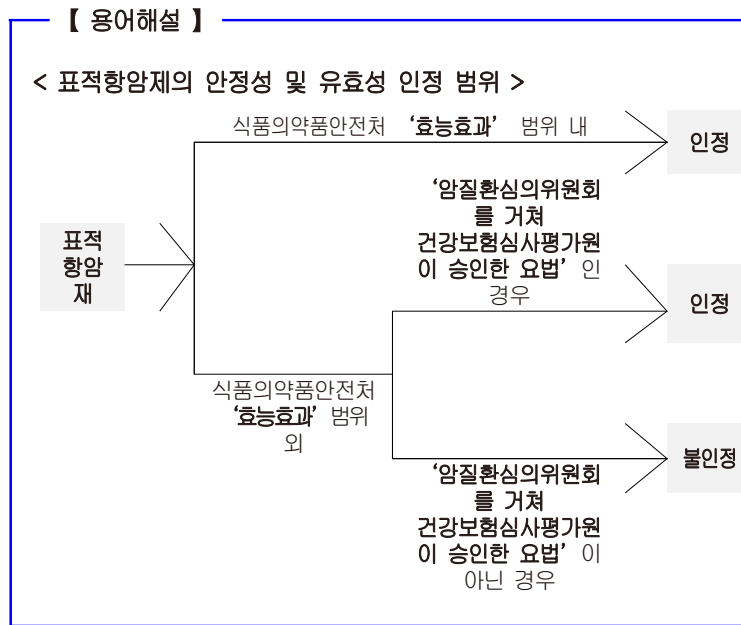 【 용어해설 】
< 표적항암제의 안정성 및 유효성 인정 범위 >
식품의약품안전처 ‘효능효과’ 범위 내
인정
표적
항암
재
‘암질환심의위원회
를 거쳐
건강보험심사평가원
이 승인한 요법’ 인
경우
인정
식품의약품안전처
‘효능효과’ 범위
외
불인정
‘암질환심의위원회
를 거쳐
건강보험심사평가원
이 승인한 요법’ 이
아닌 경우